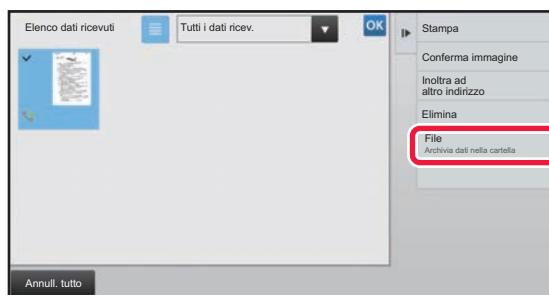 Elenco dati ricevuti
Tutti i dati ricev.
OK
Stampa
Conferma immagine
Inoltra ad
altro indirizzo
Elimina
File
Archivia dati nella cartella
Annull. tutto